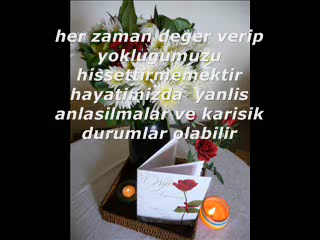 her zaman deger verip
yoklugumuzu
hissettirmemektir
hayatimizda yanlis
anlasilmalar ve karisik
durumlar olabilir